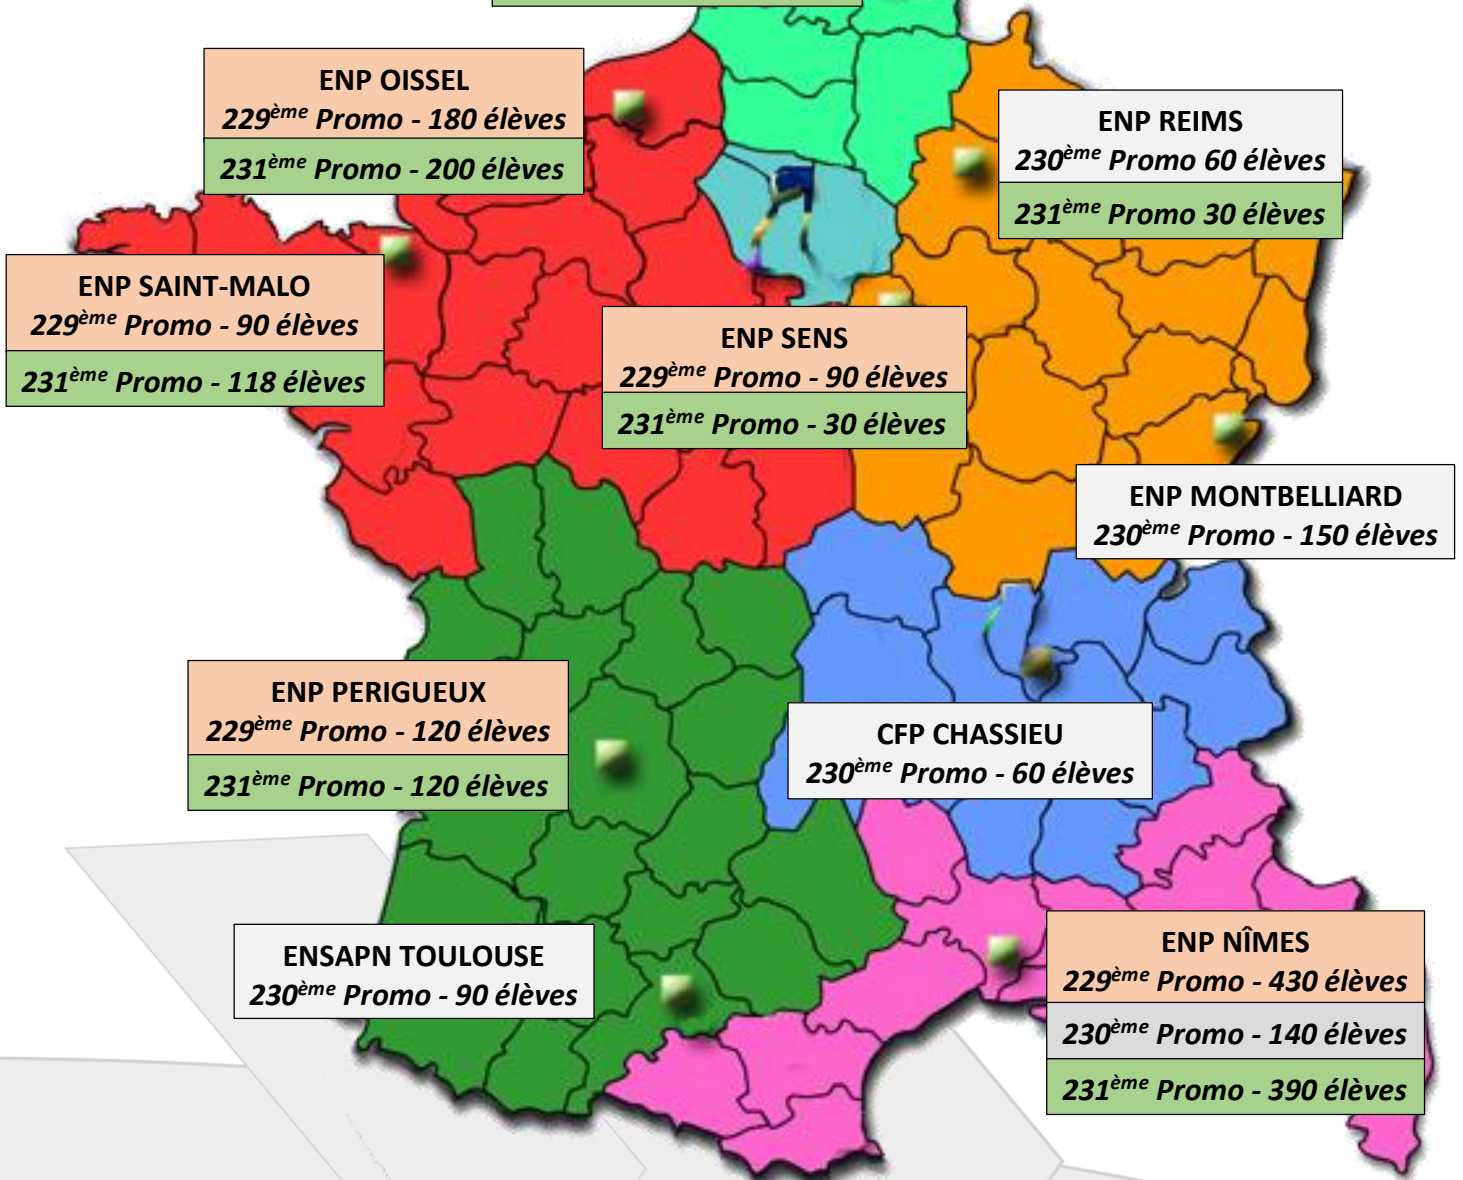 ENP OISSEL
229ème Promo - 180 élèves
231ème Promo - 200 élèves
ENP REIMS
230ème Promo 60 élèves
231ème Promo 30 élèves
ENP SAINT-MALO
229ème Promo - 90 élèves
231ème Promo - 118 élèves
ENP SENS
229ème Promo - 90 élèves
231ème Promo - 30 élèves
ENP MONTBELLIARD
230ème Promo - 150 élèves
ENP PERIGUEUX
229ème Promo - 120 élèves
231ème Promo - 120 élèves
CFP CHASSIEU
230ème Promo - 60 élèves
ENSAPN TOULOUSE
230ème Promo - 90 élèves
ENP NÎMES
229ème Promo - 430 élèves
230ème Promo - 140 élèves
231ème Promo - 390 élèves